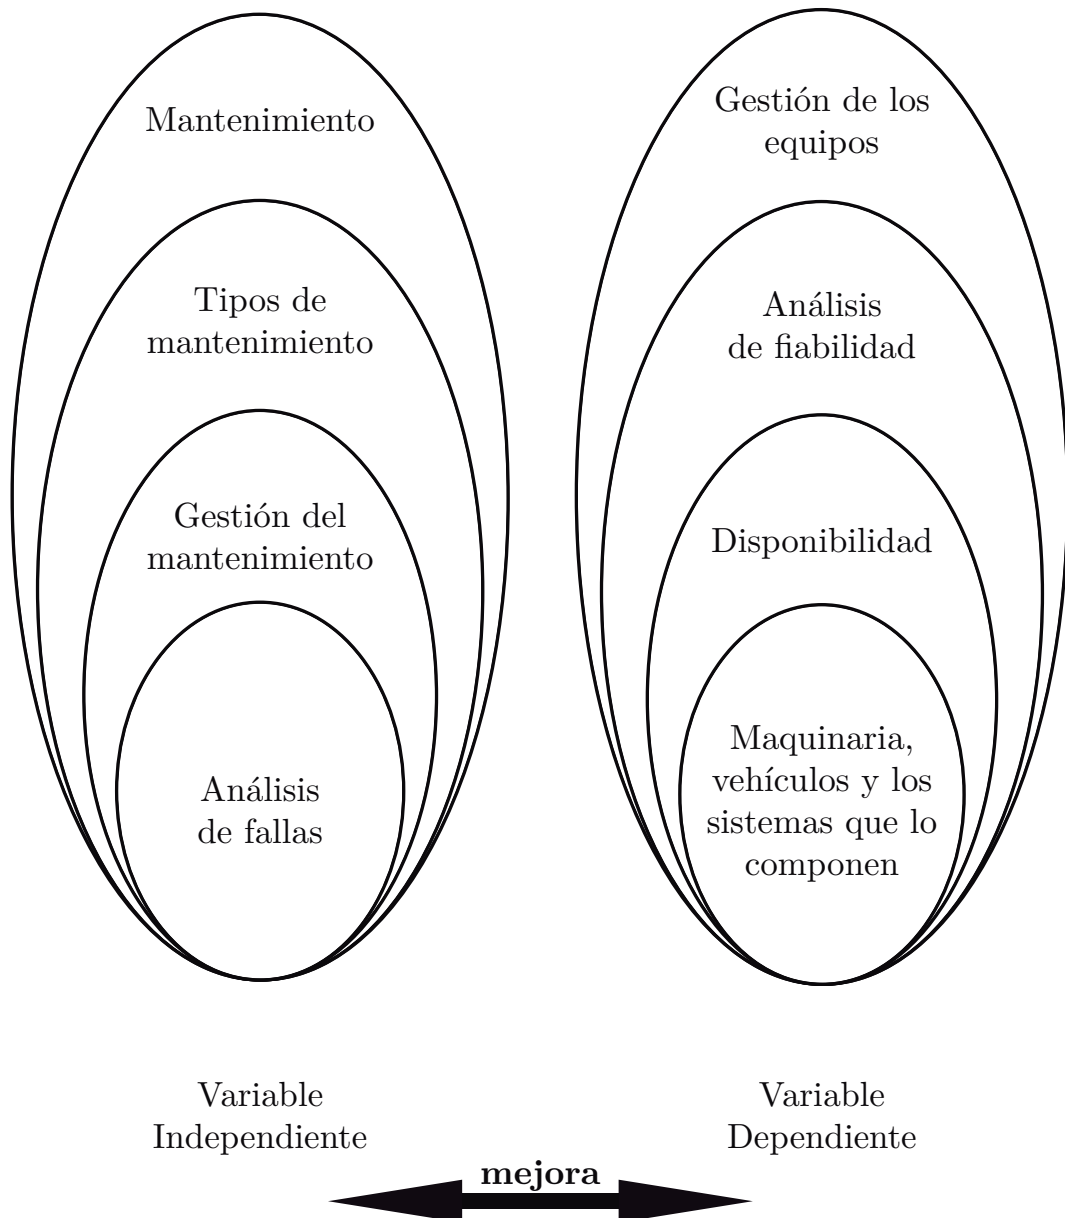 Mantenimiento
Tipos de
mantenimiento
Gestión del
mantenimiento
Análisis
de fallas
Gestión de los
equipos
Análisis
de fiabilidad
Disponibilidad
Maquinaria,
vehículos y los
sistemas que lo
componen
Variable
Independiente
Variable
Dependiente
mejora